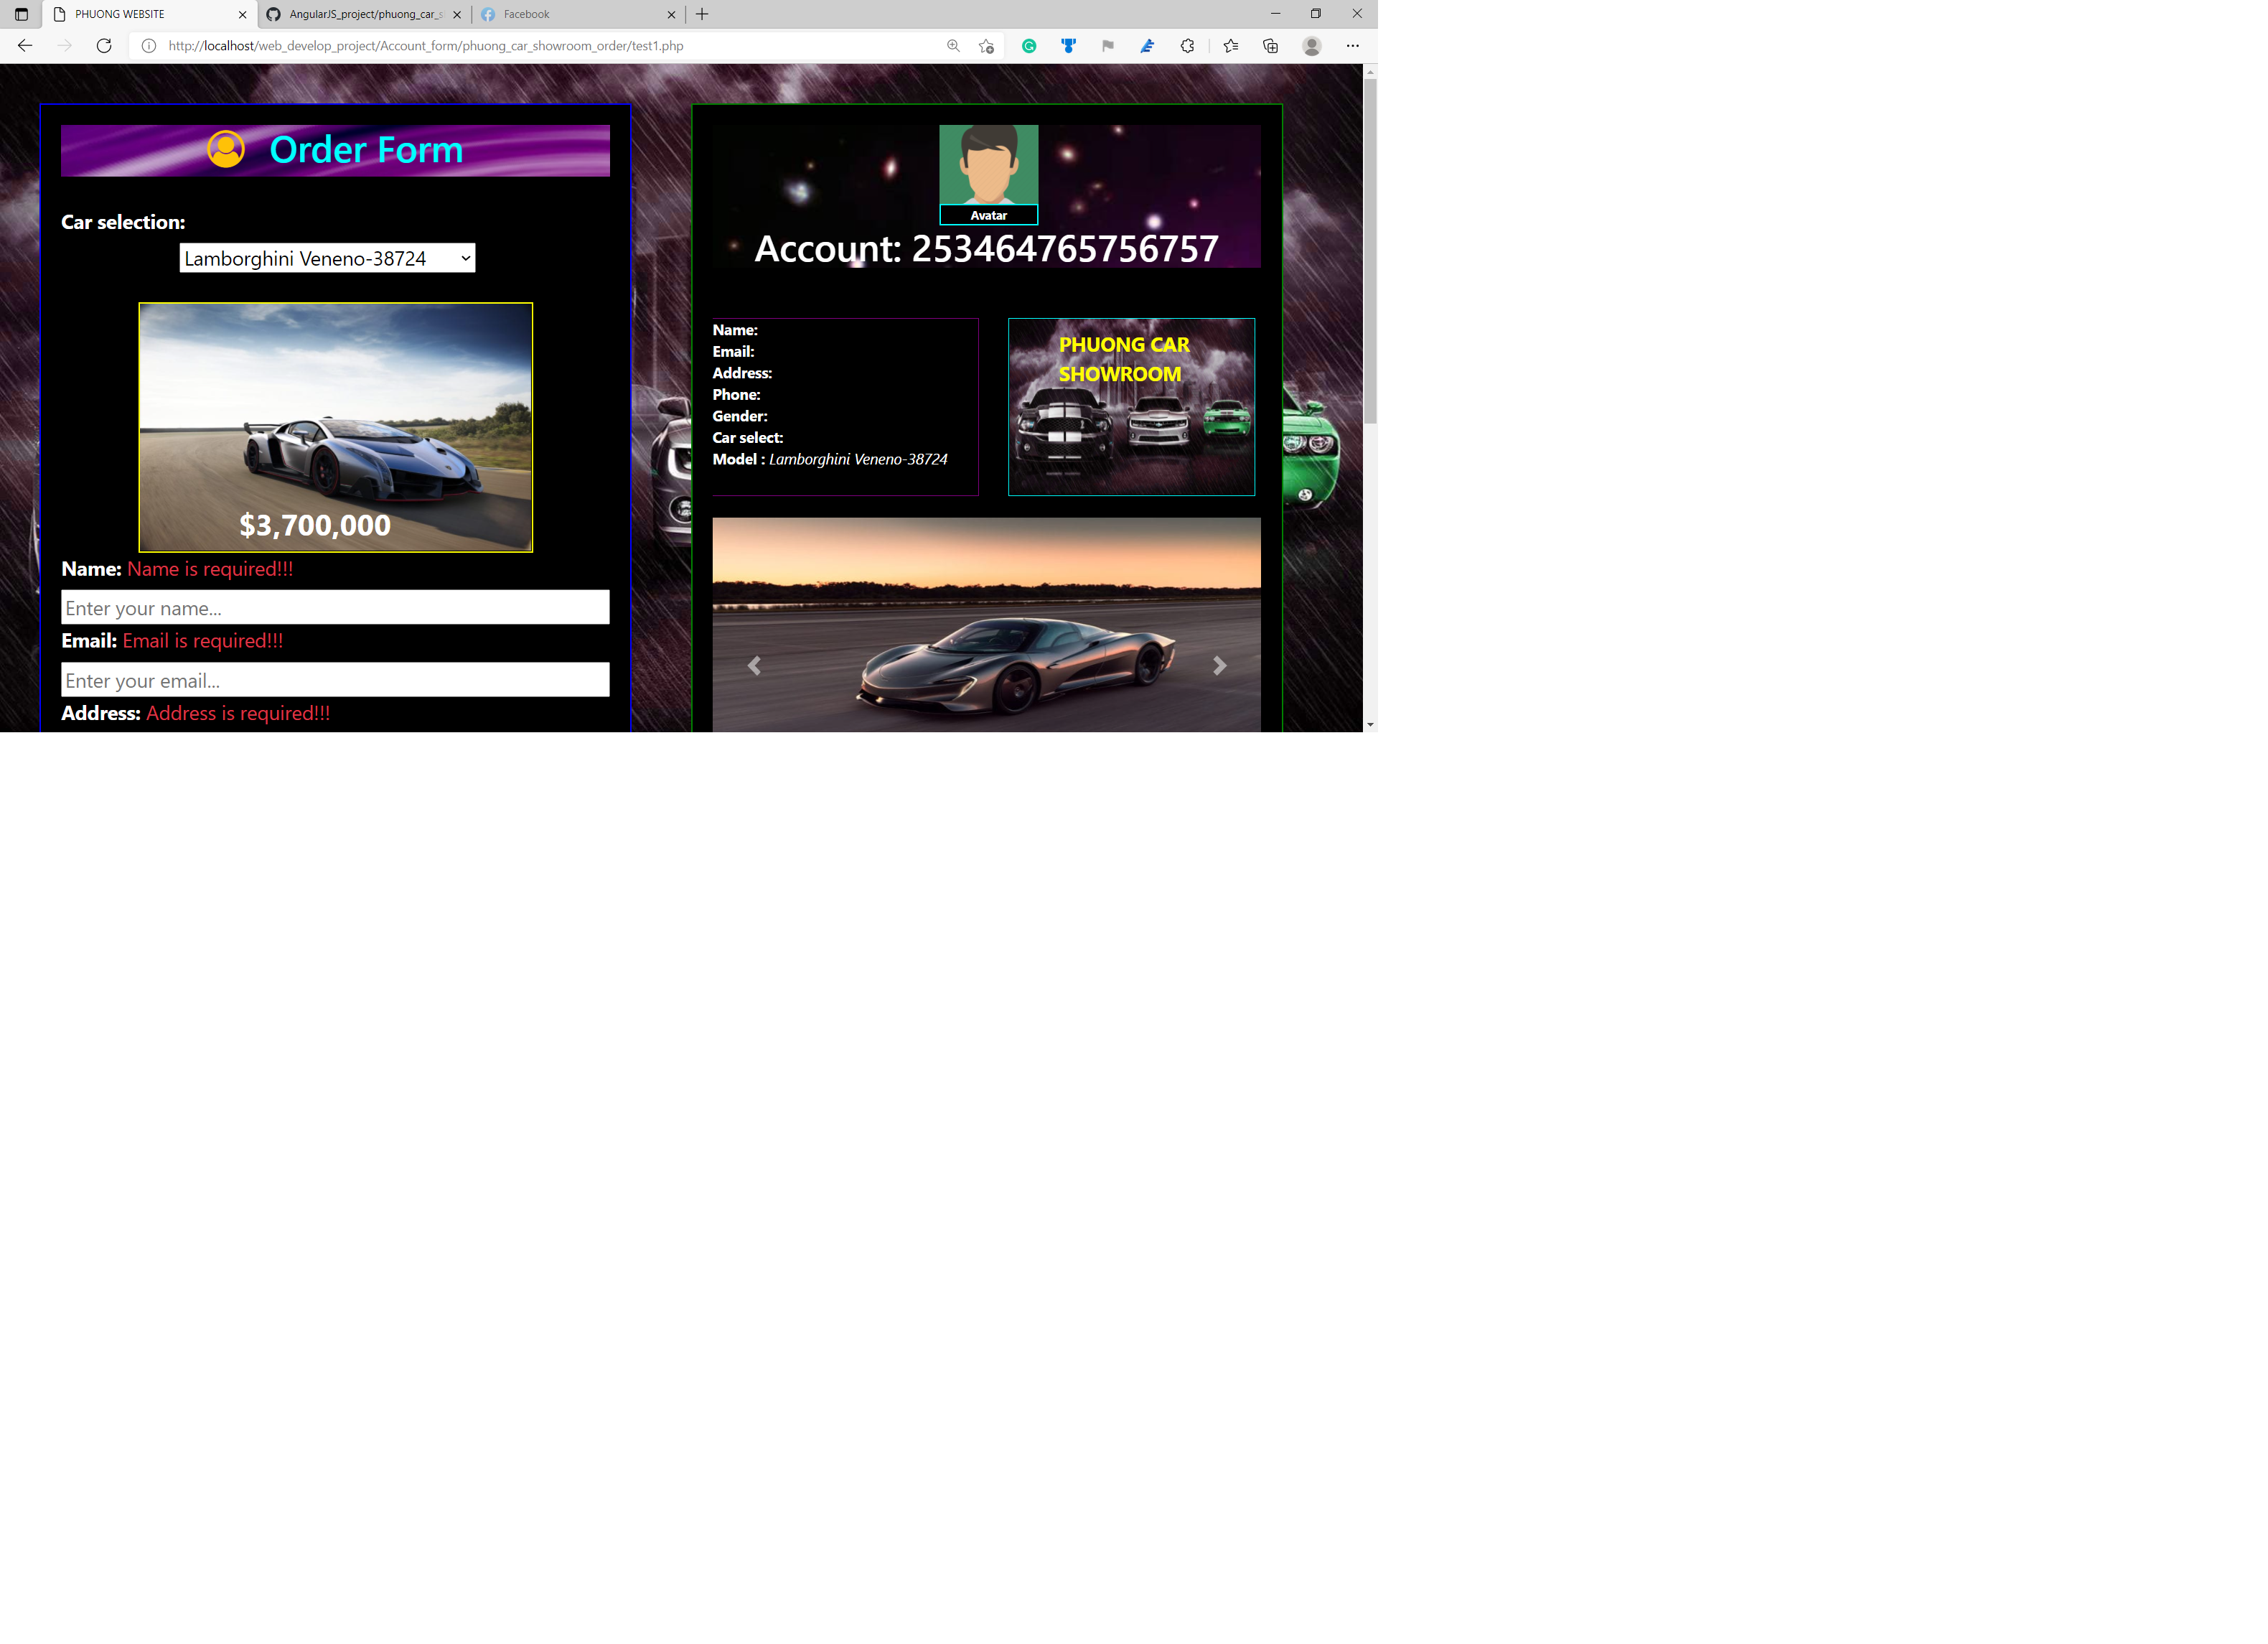 PHUONG WEBSITE
AngularJS_project/phuong_car_s
Facebook
http://localhost/web_develop_project/Account_form/phuong_car_showroom_order/test1.php
Order Form
Car selection:
Lamborghini Veneno-38724
$3,700,000
Name: Name is required!!!
Enter your name...
Email: Email is required!!!
Enter your email...
Address: Address is required!!!
Avatar
Account: 253464765756757
Name:
Email:
Address:
Phone:
Gender:
Car select:
Model : Lamborghini Veneno-38724
PHUONG CAR
SHOWROOM